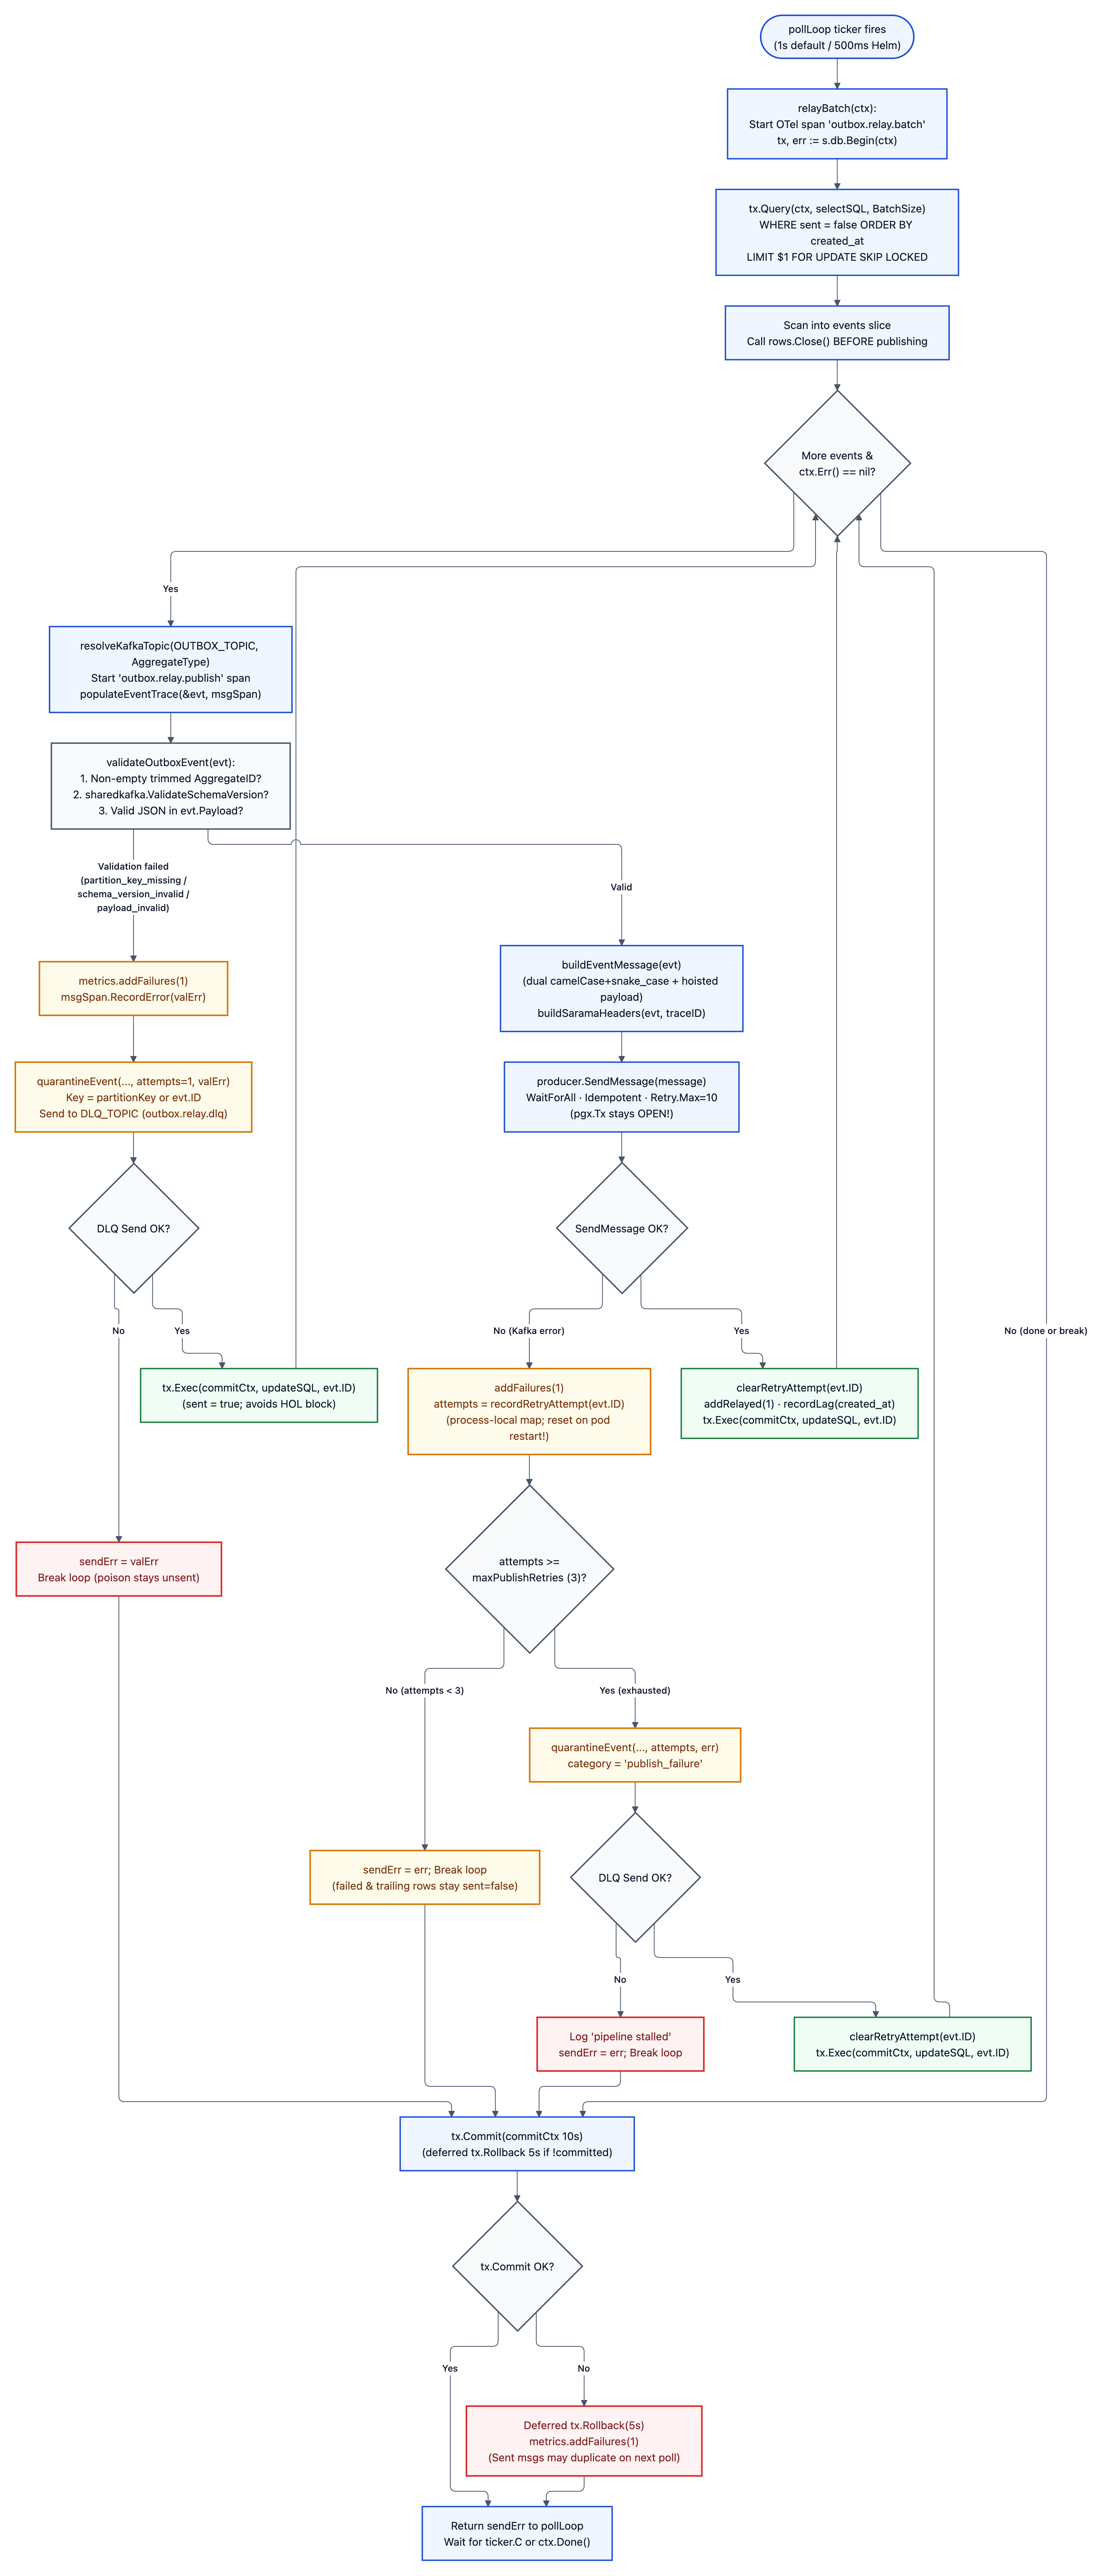 pollLoop ticker fires
(1s default / 500ms Helm)
relayBatch(ctx):
Start OTel span 'outbox.relay.batch'
tx, err := s.db.Begin(ctx)
tx.Query(ctx, selectSQL, BatchSize)
WHERE sent = false ORDER BY
created_at
LIMIT $1 FOR UPDATE SKIP LOCKED
Scan into events slice
Call rows.Close() BEFORE publishing
More events &
ctx.Err() == nil?
Yes
resolveKafkaTopic(OUTBOX_TOPIC,
AggregateType)
Start 'outbox.relay.publish' span
populateEventTrace(&evt, msgSpan)
validateOutboxEvent(evt):
1. Non-empty trimmed AggregateID?
2. sharedkafka.ValidateSchemaVersion?
3. Valid JSON in evt.Payload?
Validation failed
(partition_key_missing /
schema_version_invalid /
payload_invalid)
Valid
metrics.addFailures(1)
msgSpan.RecordError(valErr)
buildEventMessage(evt)
(dual camelCase+snake_case + hoisted
payload)
buildSaramaHeaders(evt, traceID)
quarantineEvent(..., attempts=1, valErr)
Key = partitionKey or evt.ID
Send to DLQ_TOPIC (outbox.relay.dlq)
producer.SendMessage(message)
WaitForAll · Idempotent · Retry.Max=10
(pgx.Tx stays OPEN!)
DLQ Send OK?
SendMessage OK?
No
Yes
No (Kafka error)
Yes
No (done or break)
tx.Exec(commitCtx, updateSQL, evt.ID)
(sent = true; avoids HOL block)
addFailures(1)
attempts = recordRetryAttempt(evt.ID)
(process-local map; reset on pod
restart!)
clearRetryAttempt(evt.ID)
addRelayed(1) · recordLag(created_at)
tx.Exec(commitCtx, updateSQL, evt.ID)
sendErr = valErr
Break loop (poison stays unsent)
attempts >=
maxPublishRetries (3)?
No (attempts < 3)
Yes (exhausted)
quarantineEvent(..., attempts, err)
category = 'publish_failure'
sendErr = err; Break loop
(failed & trailing rows stay sent=false)
DLQ Send OK?
No
Yes
Log 'pipeline stalled'
sendErr = err; Break loop
clearRetryAttempt(evt.ID)
tx.Exec(commitCtx, updateSQL, evt.ID)
tx.Commit(commitCtx 10s)
(deferred tx.Rollback 5s if !committed)
tx.Commit OK?
Yes
No
Deferred tx.Rollback(5s)
metrics.addFailures(1)
(Sent msgs may duplicate on next poll)
Return sendErr to pollLoop
Wait for ticker.C or ctx.Done()